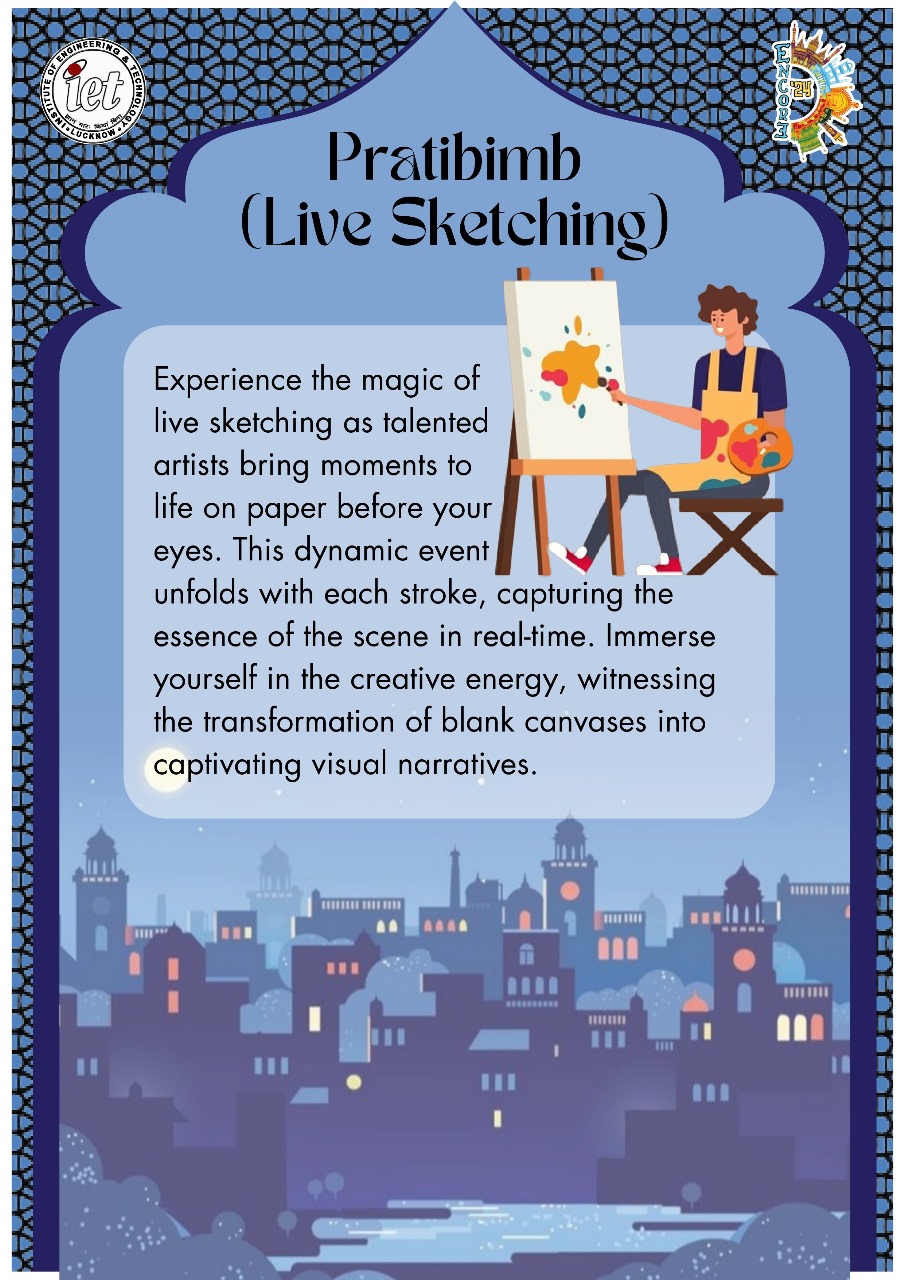 INSTITUTE OF ENGINEERING & TECHNOLOGY
iet
LUCKNOW
ENCORE
'24
Pratibimb
(Live Sketching)
Experience the magic of
live sketching as talented
artists bring moments to
life on paper before your
eyes. This dynamic event
unfolds with each stroke, capturing the
essence of the scene in real-time. Immerse
yourself in the creative energy, witnessing
the transformation of blank canvases into
captivating visual narratives.